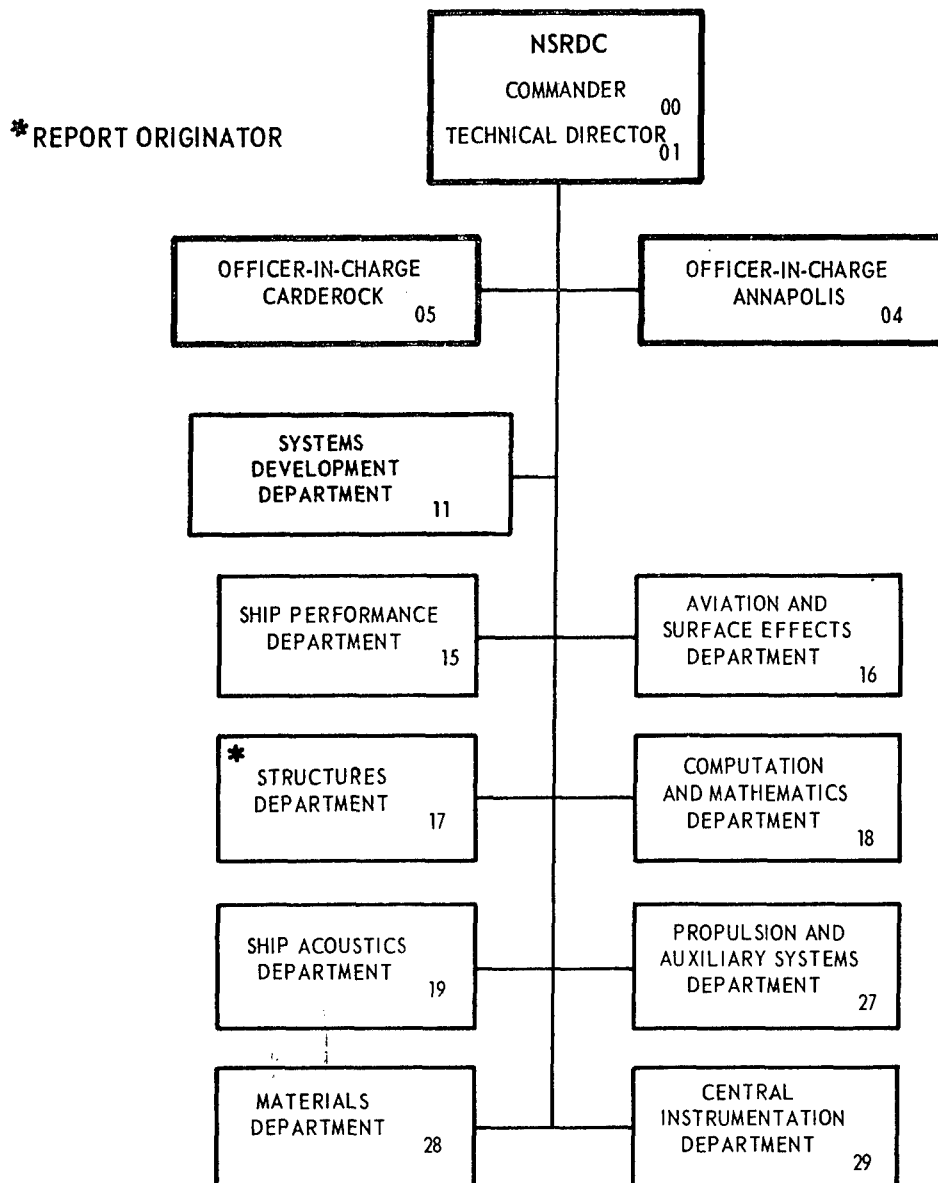 NSRDC
COMMANDER
00
TECHNICAL DIRECTOR
01
*REPORT ORIGINATOR
OFFICER-IN-CHARGE
CARDEROCK
05
OFFICER-IN-CHARGE
ANNAPOLIS
04
SYSTEMS
DEVELOPMENT
DEPARTMENT
11
SHIP PERFORMANCE
DEPARTMENT
15
AVIATION AND
SURFACE EFFECTS
DEPARTMENT
16
*
STRUCTURES
DEPARTMENT
17
COMPUTATION
AND MATHEMATICS
DEPARTMENT
18
SHIP ACOUSTICS
DEPARTMENT
19
PROPULSION AND
AUXILIARY SYSTEMS
DEPARTMENT
27
MATERIALS
DEPARTMENT
28
CENTRAL
INSTRUMENTATION
DEPARTMENT
29